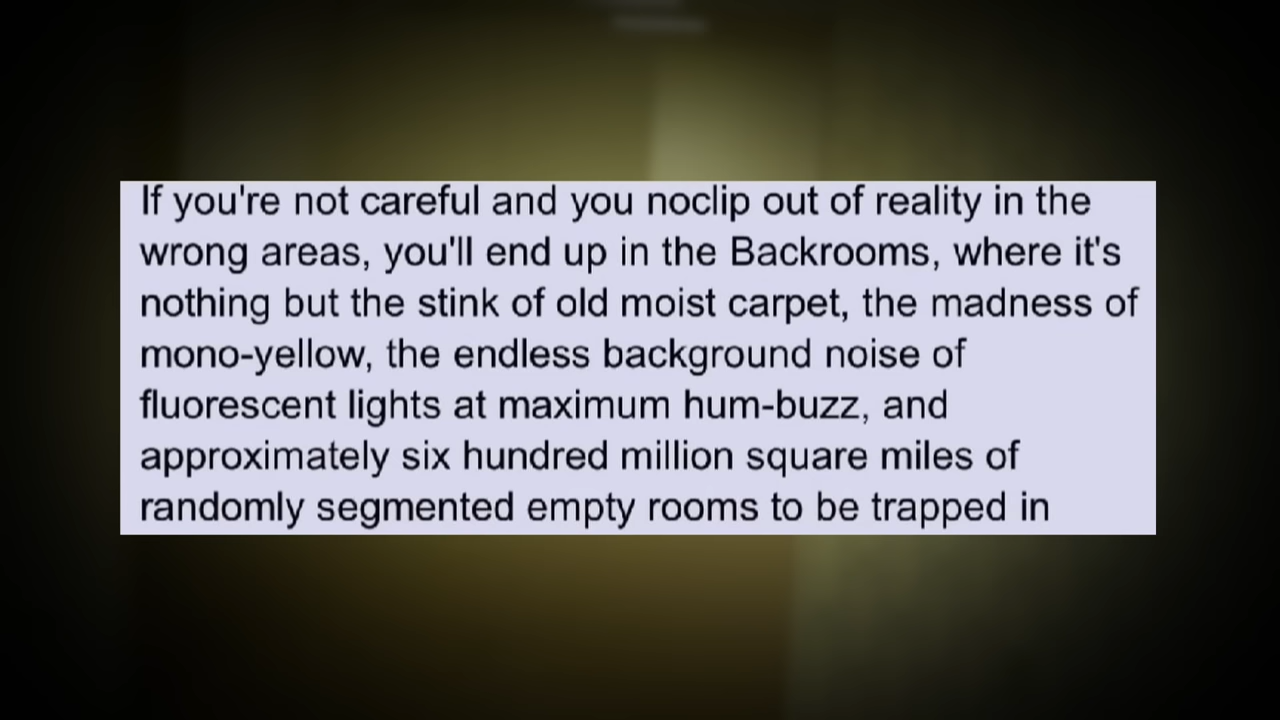 If you're not careful and you noclip out of reality in the
wrong areas, you'll end up in the Backrooms, where it's
nothing but the stink of old moist carpet, the madness of
mono-yellow, the endless background noise of
fluorescent lights at maximum hum-buzz, and
approximately six hundred million square miles of
randomly segmented empty rooms to be trapped in